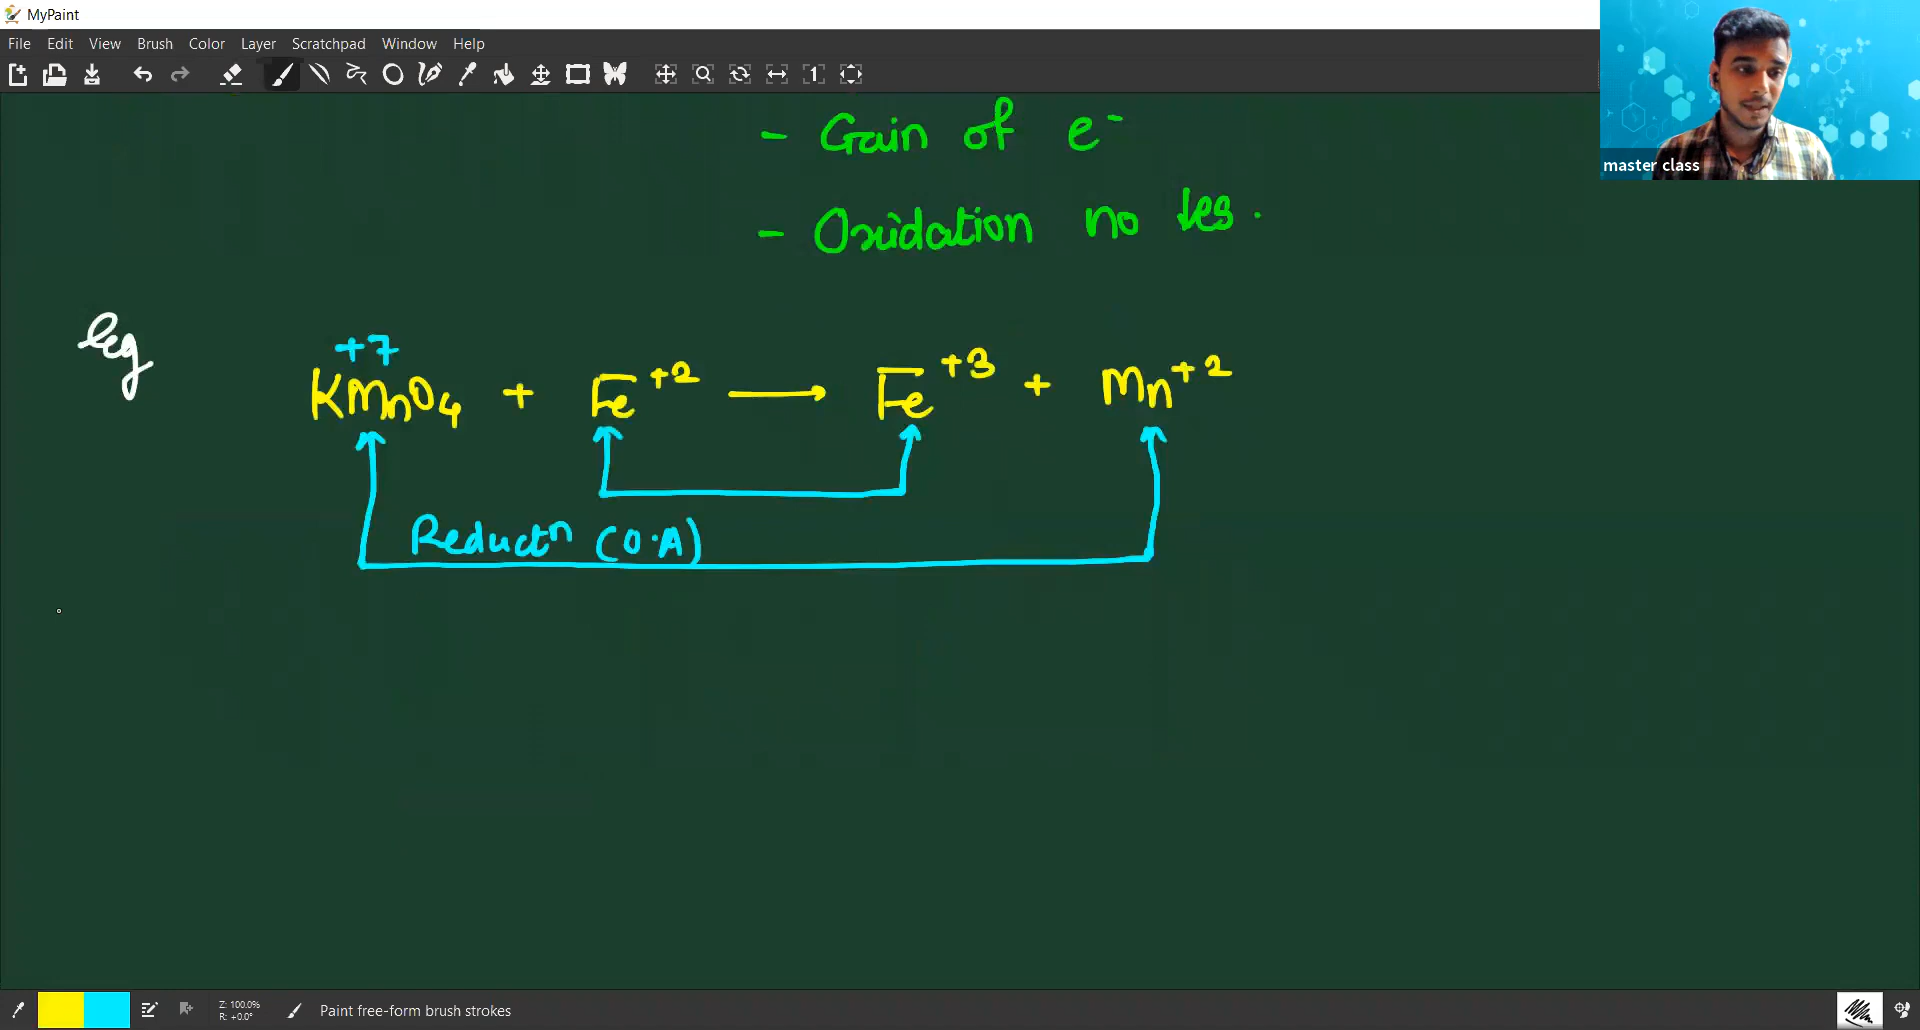 MyPaint
File Edit View Brush Color Layer Scratchpad Window Help
master class
- Gain of e⁻
- Oxidation no ↓es.
eg
+7
KMnO₄ + Fe⁺² ⟶ Fe⁺³ + Mn⁺²
Reductⁿ (O.A)
Z: 100.0%
R: +0.0°
Paint free-form brush strokes